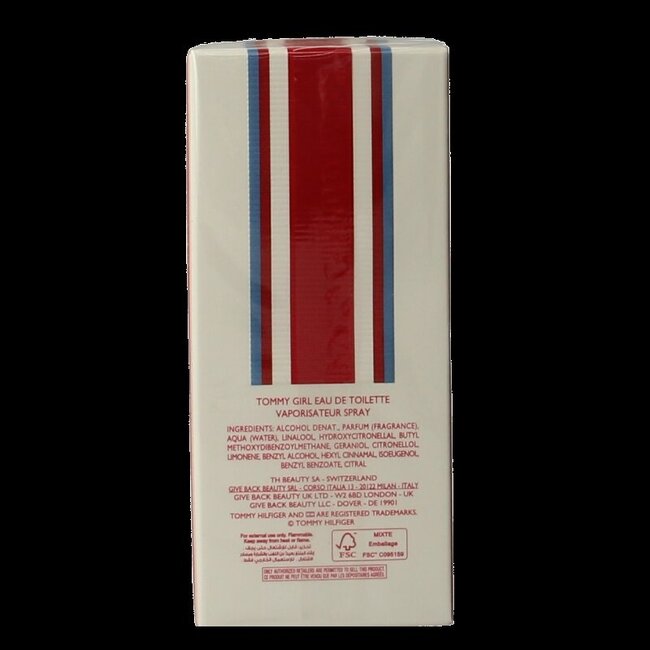 TOMMY GIRL EAU DE TOILETTE
VAPORISATEUR SPRAY
INGREDIENTS: ALCOHOL DENAT., PARFUM (FRAGRANCE),
AQUA (WATER), LINALOOL, HYDROXYCITRONELLAL, BUTYL
METHOXYDIBENZOYLMETHANE, GERANIOL, CITRONELLOL,
LIMONENE, BENZYL ALCOHOL, HEXYL CINNAMAL, ISOEUGENOL,
BENZYL BENZOATE, CITRAL
TH BEAUTY SA - SWITZERLAND
GIVE BACK BEAUTY SRL - CORSO ITALIA 13 - 20122 MILAN - ITALY
GIVE BACK BEAUTY UK LTD - W2 6BD LONDON - UK
GIVE BACK BEAUTY LLC - DOVER - DE 19901
TOMMY HILFIGER AND ARE REGISTERED TRADEMARKS.
© TOMMY HILFIGER
For external use only. Flammable.
Keep away from heat or flame.
FSC
MIXTE
Emballage
FSC® C095159
ONLY AUTHORIZED RETAILERS ARE PERMITTED TO SELL THIS PRODUCT
CE PRODUIT NE PEUT ÊTRE VENDU QUE PAR LES DÉPOSITAIRES AGRÉÉS